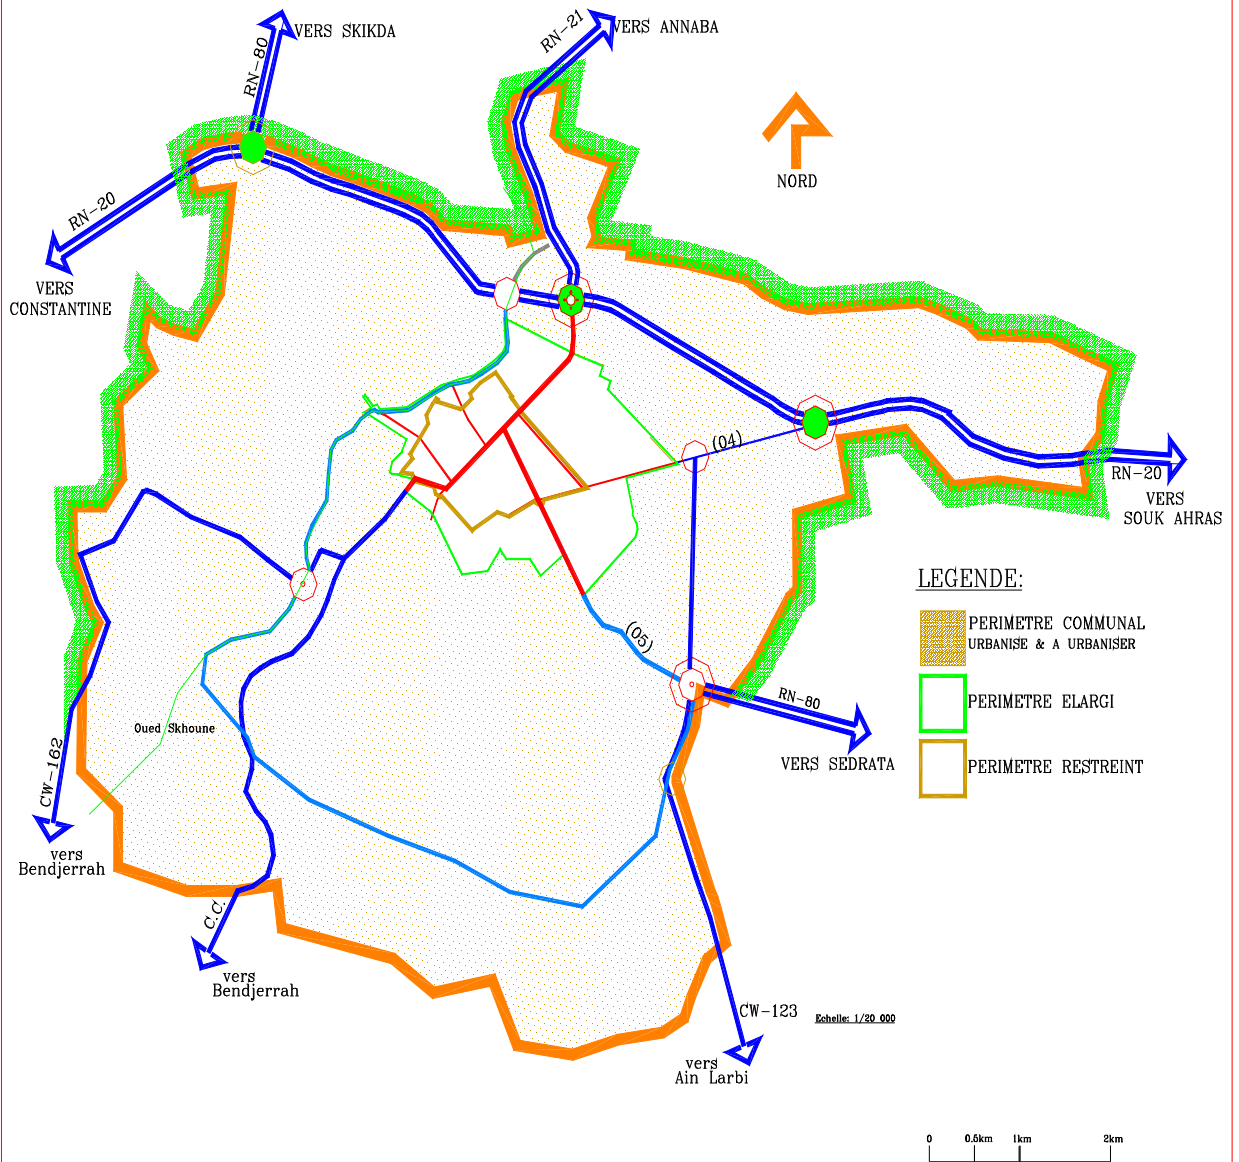 VERS SKIKDA
RN-80
RN-21
VERS ANNABA
NORD
RN-20
VERS
CONSTANTINE
(04)
RN-20
VERS
SOUK AHRAS
LEGENDE:
PERIMETRE COMMUNAL
URBANISE & A URBANISER
PERIMETRE ELARGI
PERIMETRE RESTREINT
(05)
RN-80
VERS SEDRATA
Oued Skhoune
CW-162
vers
Bendjerrah
C.C.
vers
Bendjerrah
CW-123
Echelle: 1/20 000
vers
Ain Larbi
0 0.5km 1km 2km